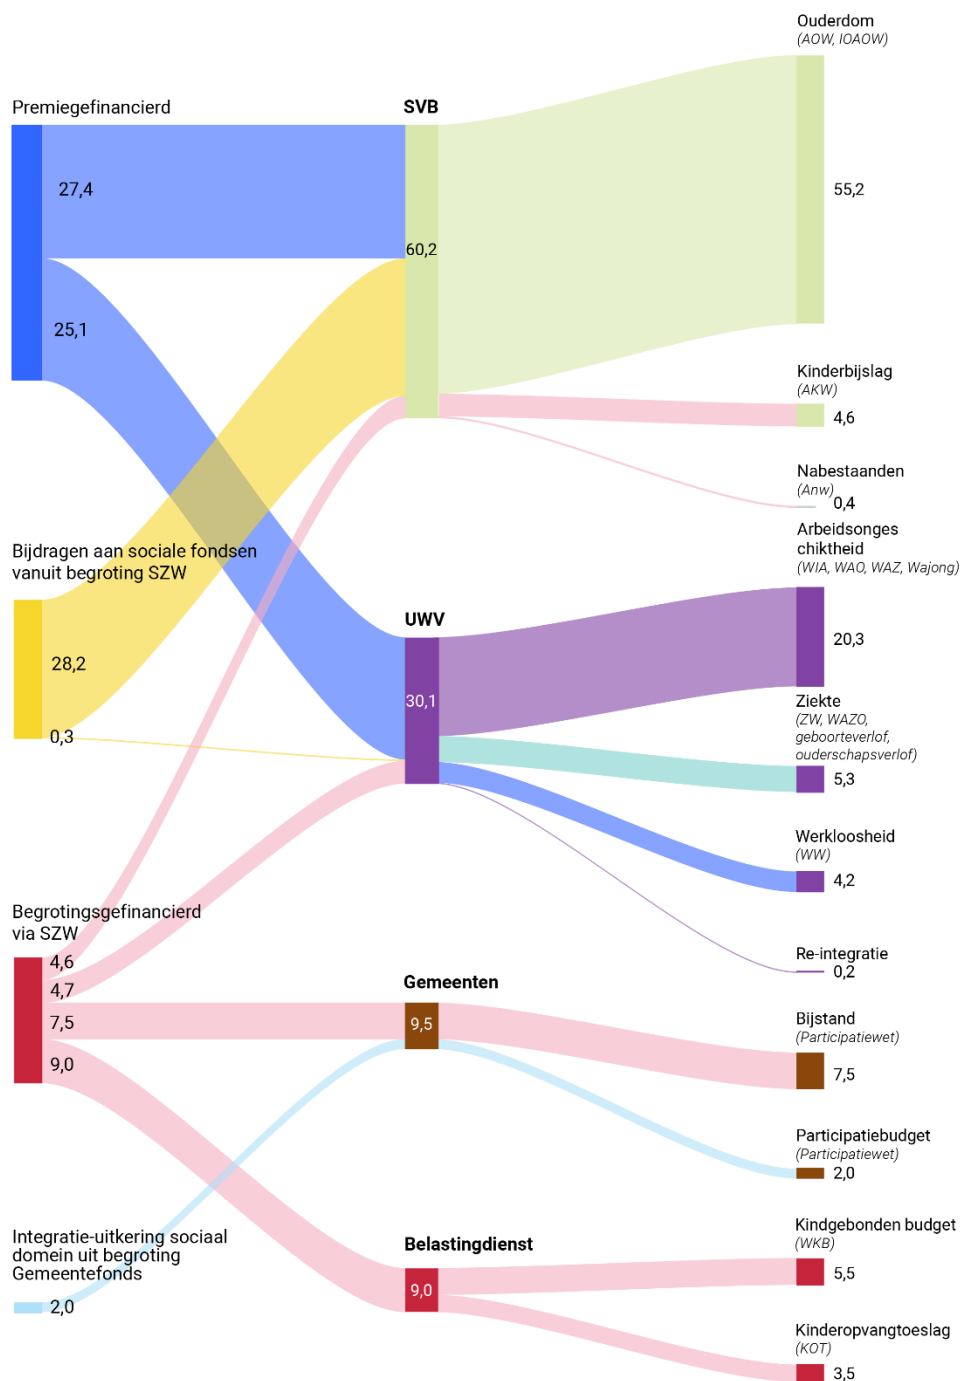 Ouderdom
(AOW, IOAOW)
Premiegefinancierd
SVB
27,4
55,2
60,2
25,1
Kinderbijslag
(AKW)
4,6
Nabestaanden
(Anw)
0,4
Arbeidsonges
chiktheid
(WIA, WAO, WAZ, Wajong)
Bijdragen aan sociale fondsen
vanuit begroting SZW
UWV
28,2
20,3
30,1
Ziekte
(ZW, WAZO,
geboorteverlof,
ouderschapsverlof)
0,3
5,3
Werkloosheid
(WW)
4,2
Begrotingsgefinancierd
via SZW
Re-integratie
0,2
4,6
4,7
7,5
9,0
Gemeenten
9,5
Bijstand
(Participatiewet)
7,5
Participatiebudget
(Participatiewet)
2,0
Integratie-uitkering sociaal
domein uit begroting
Gemeentefonds
2,0
Belastingdienst
9,0
Kindgebonden budget
(WKB)
5,5
Kinderopvangtoeslag
(KOT)
3,5